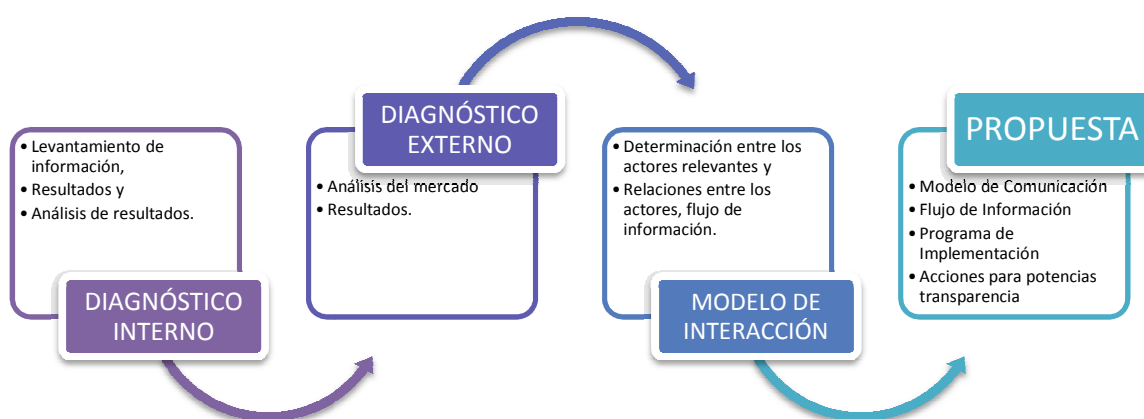 • Levantamiento de
información,
• Resultados y
• Análisis de resultados.
DIAGNÓSTICO
INTERNO
DIAGNÓSTICO
EXTERNO
• Análisis del mercado
• Resultados.
• Determinación entre los
actores relevantes y
• Relaciones entre los
actores, flujo de
información.
MODELO DE
INTERACCIÓN
PROPUESTA
• Modelo de Comunicación
• Flujo de Información
• Programa de
Implementación
• Acciones para potencias
transparencia